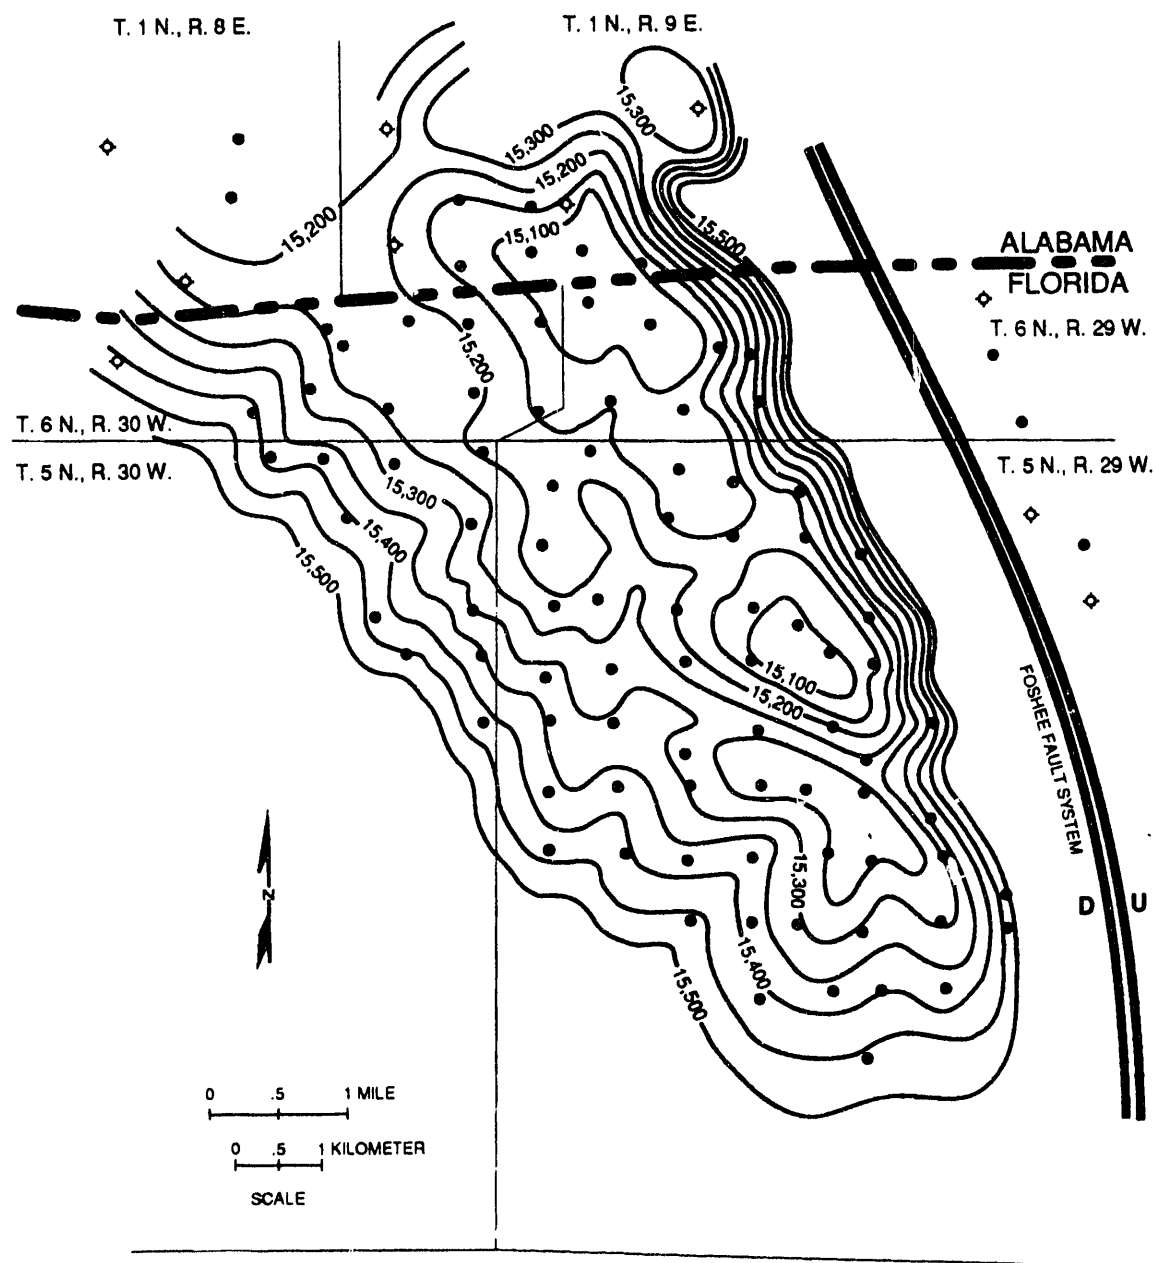 T. 1 N., R. 8 E.
T. 1 N., R. 9 E.
15,300
15,300
15,200
15,200
15,100
15,500
ALABAMA
FLORIDA
T. 6 N., R. 29 W.
15,200
T. 6 N., R. 30 W.
T. 5 N., R. 30 W.
T. 5 N., R. 29 W.
15,300
15,400
15,500
15,100
15,200
FOSHEE FAULT SYSTEM
15,300
N
D U
15,400
15,500
0 .5 1 MILE
0 .5 1 KILOMETER
SCALE